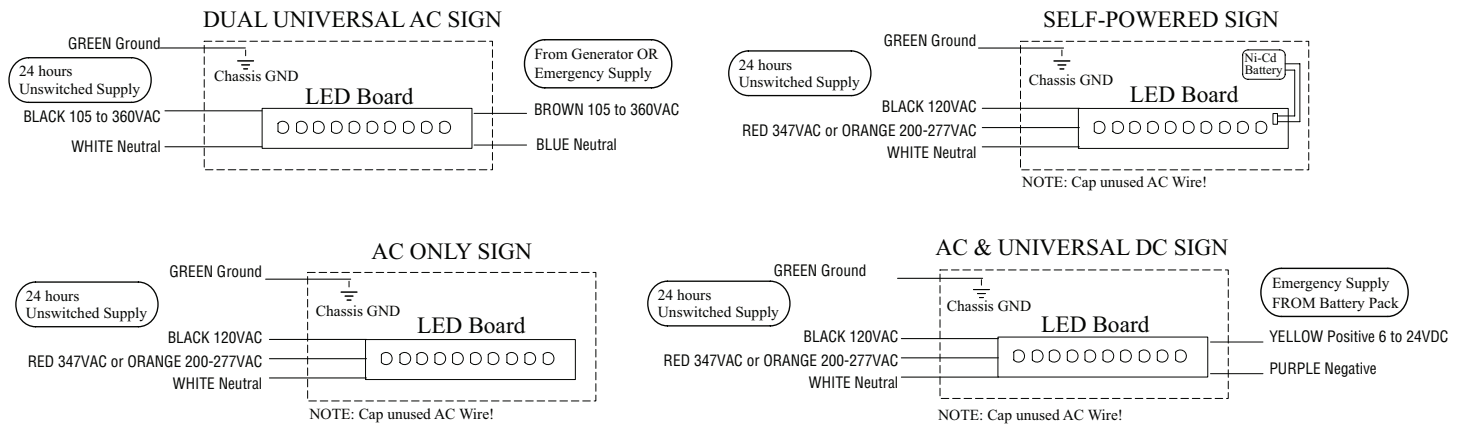 DUAL UNIVERSAL AC SIGN
GREEN Ground
24 hours
Unswitched Supply
Chassis GND
From Generator OR
Emergency Supply
LED Board
BLACK 105 to 360VAC
BROWN 105 to 360VAC
WHITE Neutral
BLUE Neutral
SELF-POWERED SIGN
GREEN Ground
24 hours
Unswitched Supply
Chassis GND
Ni-Cd
Battery
LED Board
BLACK 120VAC
RED 347VAC or ORANGE 200-277VAC
WHITE Neutral
NOTE: Cap unused AC Wire!
AC ONLY SIGN
GREEN Ground
24 hours
Unswitched Supply
Chassis GND
LED Board
BLACK 120VAC
RED 347VAC or ORANGE 200-277VAC
WHITE Neutral
NOTE: Cap unused AC Wire!
AC & UNIVERSAL DC SIGN
GREEN Ground
24 hours
Unswitched Supply
Chassis GND
Emergency Supply
FROM Battery Pack
LED Board
BLACK 120VAC
YELLOW Positive 6 to 24VDC
RED 347VAC or ORANGE 200-277VAC
PURPLE Negative
WHITE Neutral
NOTE: Cap unused AC Wire!